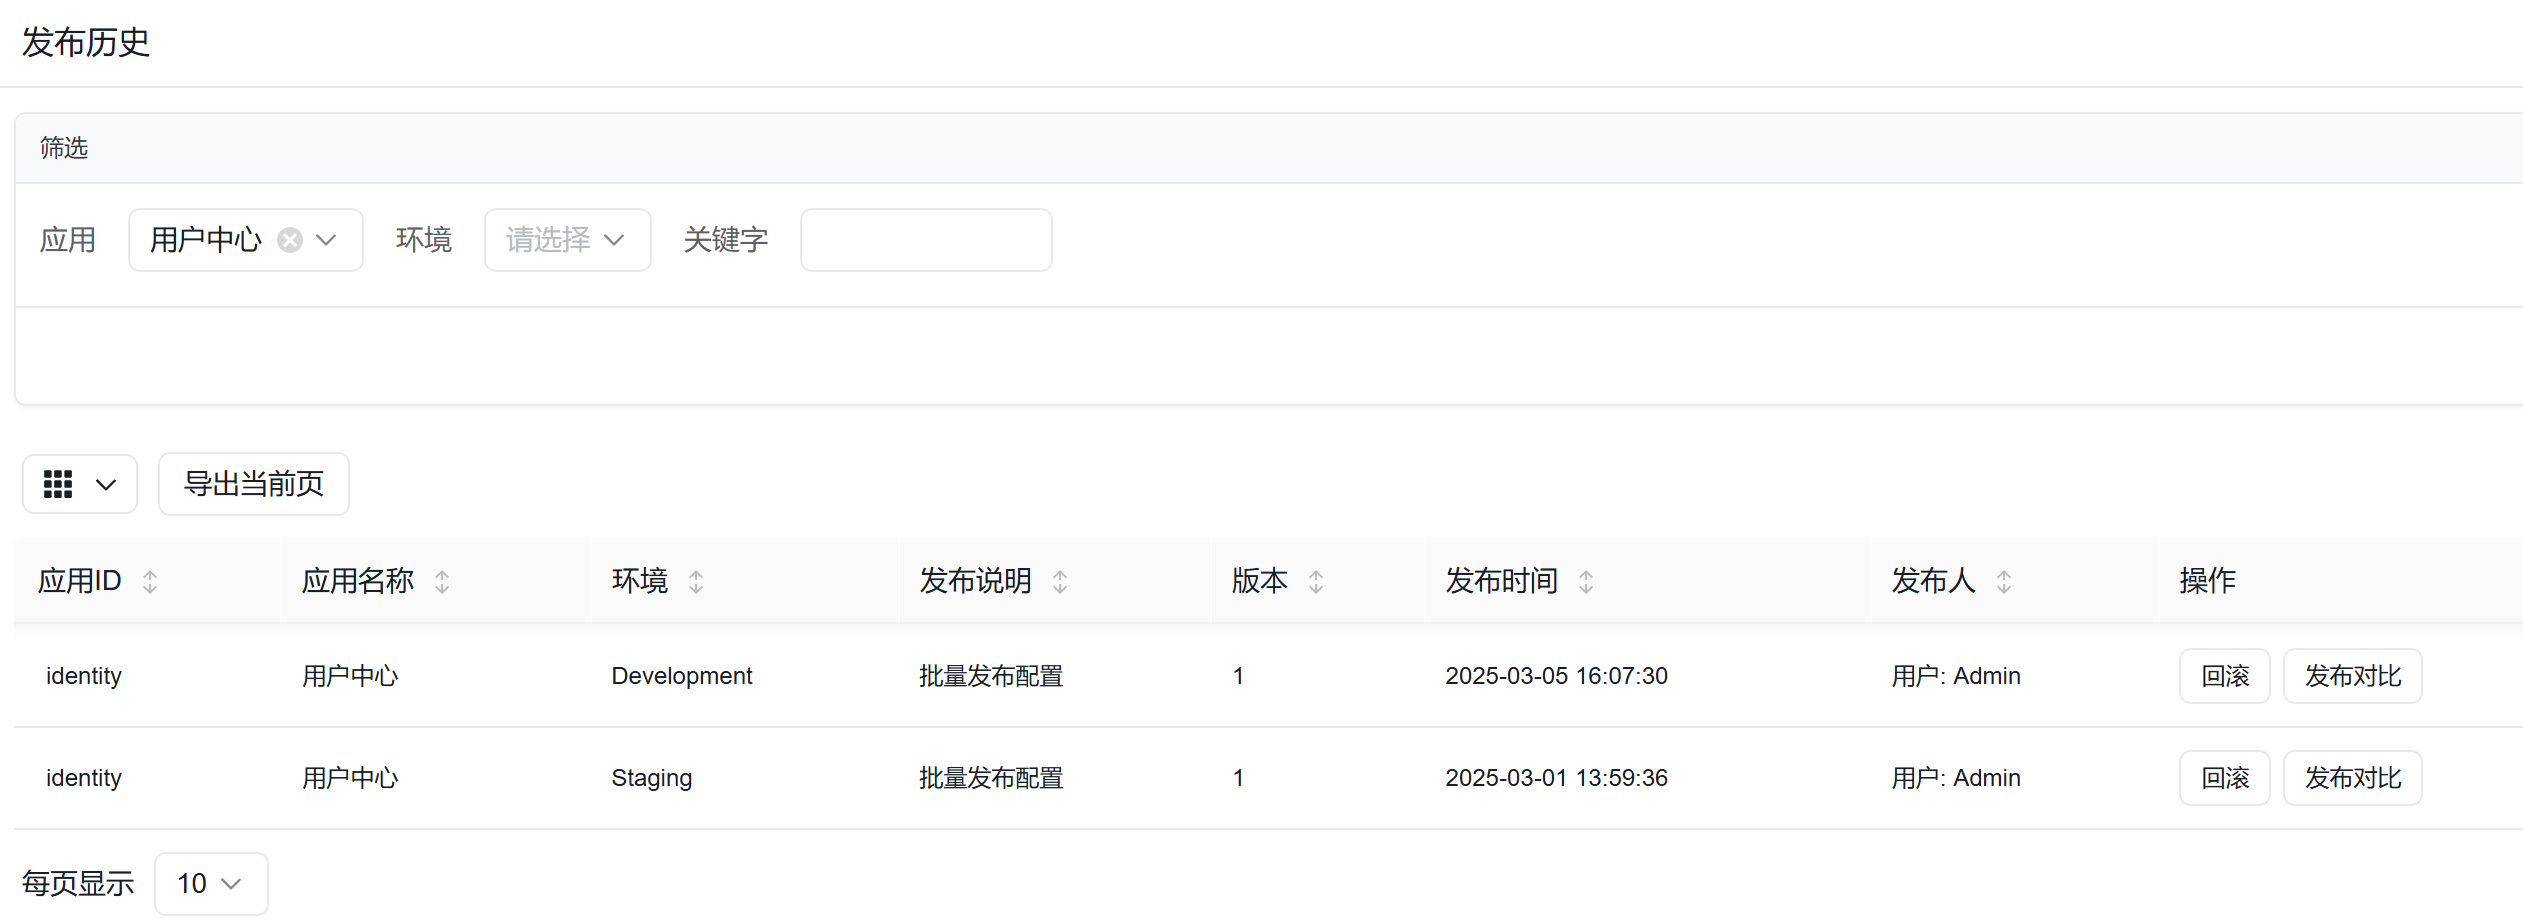 发布历史
筛选
应用 用户中心 环境 请选择 关键字
导出当前页
应用ID 应用名称 环境 发布说明 版本 发布时间 发布人 操作
identity 用户中心 Development 批量发布配置 1 2025-03-05 16:07:30 用户: Admin 回滚 发布对比
identity 用户中心 Staging 批量发布配置 1 2025-03-01 13:59:36 用户: Admin 回滚 发布对比
每页显示 10